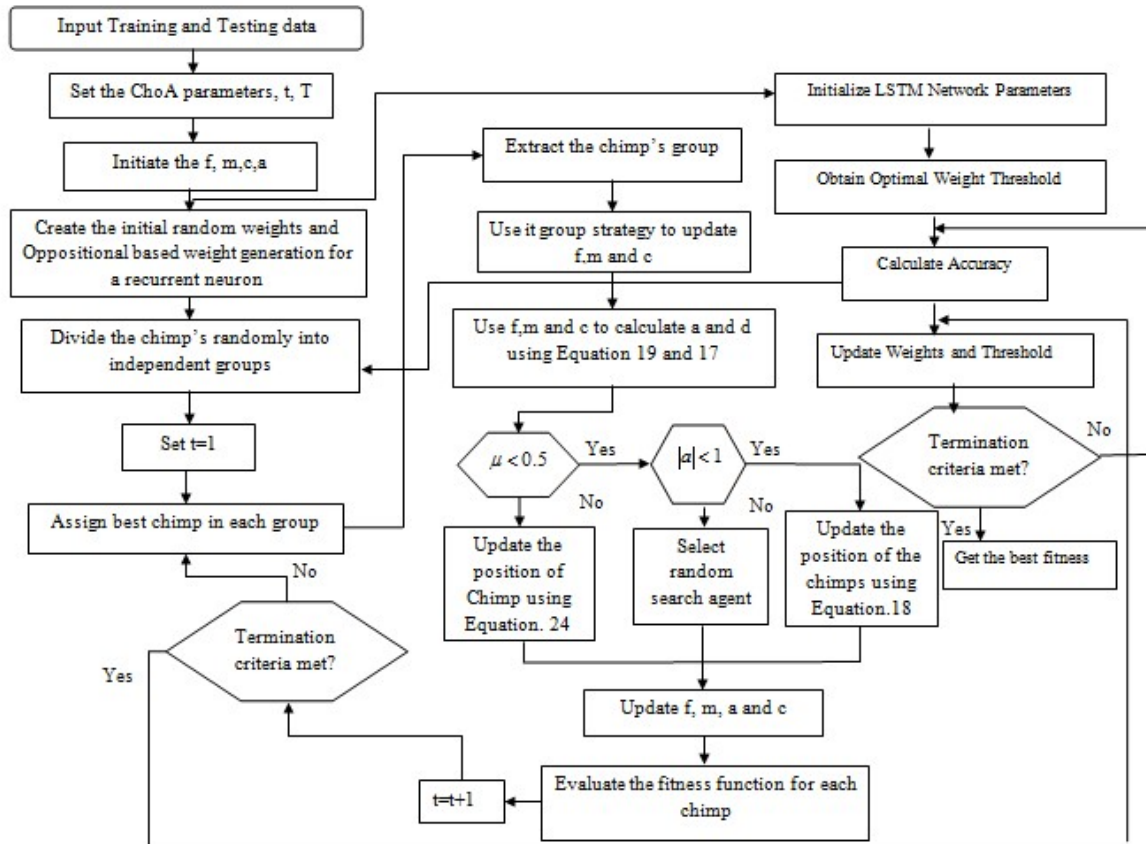 Input Training and Testing data
Set the ChoA parameters, t, T
Initiate the f, m,c,a
Create the initial random weights and
Oppositional based weight generation for
a recurrent neuron
Divide the chimp's randomly into
independent groups
Set t=1
Assign best chimp in each group
No
Termination
criteria met?
Yes
Extract the chimp's group
Use it group strategy to update
f,m and c
Use f,m and c to calculate a and d
using Equation 19 and 17
μ < 0.5
Yes
No
|a| < 1
Yes
No
Update the
position of
Chimp using
Equation. 24
Select
random
search agent
Update the
position of the
chimps using
Equation.18
Update f, m, a and c
Evaluate the fitness function for each
chimp
t=t+1
Initialize LSTM Network Parameters
Obtain Optimal Weight Threshold
Calculate Accuracy
Update Weights and Threshold
Termination
criteria met?
No
Yes
Get the best fitness